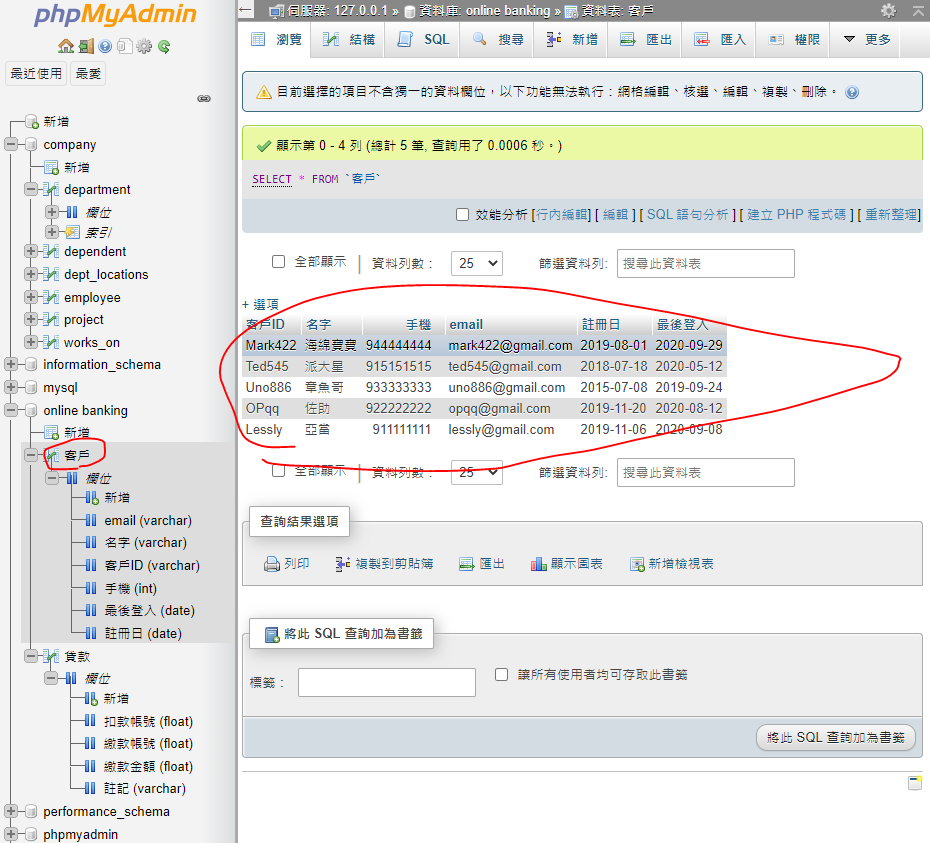 phpMyAdmin
最近使用 最愛
新增
company
新增
department
欄位
索引
dependent
dept_locations
employee
project
works_on
information_schema
mysql
online banking
新增
客戶
欄位
新增
email (varchar)
名字 (varchar)
客戶ID (varchar)
手機 (int)
最後登入 (date)
註冊日 (date)
貸款
欄位
新增
扣款帳號 (float)
繳款帳號 (float)
繳款金額 (float)
註記 (varchar)
performance_schema
phpmyadmin
伺服器: 127.0.0.1 » 資料庫: online banking » 資料表: 客戶
瀏覽 結構 SQL 搜尋 新增 匯出 匯入 權限 更多
目前選擇的項目不含獨一的資料欄位，以下功能無法執行：網格編輯、核選、編輯、複製、刪除。
顯示第 0 - 4 列 (總計 5 筆, 查詢用了 0.0006 秒。)
SELECT * FROM `客戶`
效能分析 [行內編輯] [ 編輯 ] [ SQL 語句分析 ] [ 建立 PHP 程式碼 ] [ 重新整理]
全部顯示 | 資料列數： 25 篩選資料列: 搜尋此資料表
+ 選項
客戶ID 名字 手機 email 註冊日 最後登入
Mark422 海綿寶寶 944444444 mark422@gmail.com 2019-08-01 2020-09-29
Ted545 派大星 915151515 ted545@gmail.com 2018-07-18 2020-05-12
Uno886 章魚哥 933333333 uno886@gmail.com 2015-07-08 2019-09-24
OPqq 佐助 922222222 opqq@gmail.com 2019-11-20 2020-08-12
Lessly 亞當 911111111 lessly@gmail.com 2019-11-06 2020-09-08
全部顯示 | 資料列數： 25 篩選資料列: 搜尋此資料表
查詢結果選項
列印 複製到剪貼簿 匯出 顯示圖表 新增檢視表
將此 SQL 查詢加為書籤
標籤： 讓所有使用者均可存取此書籤
將此 SQL 查詢加為書籤